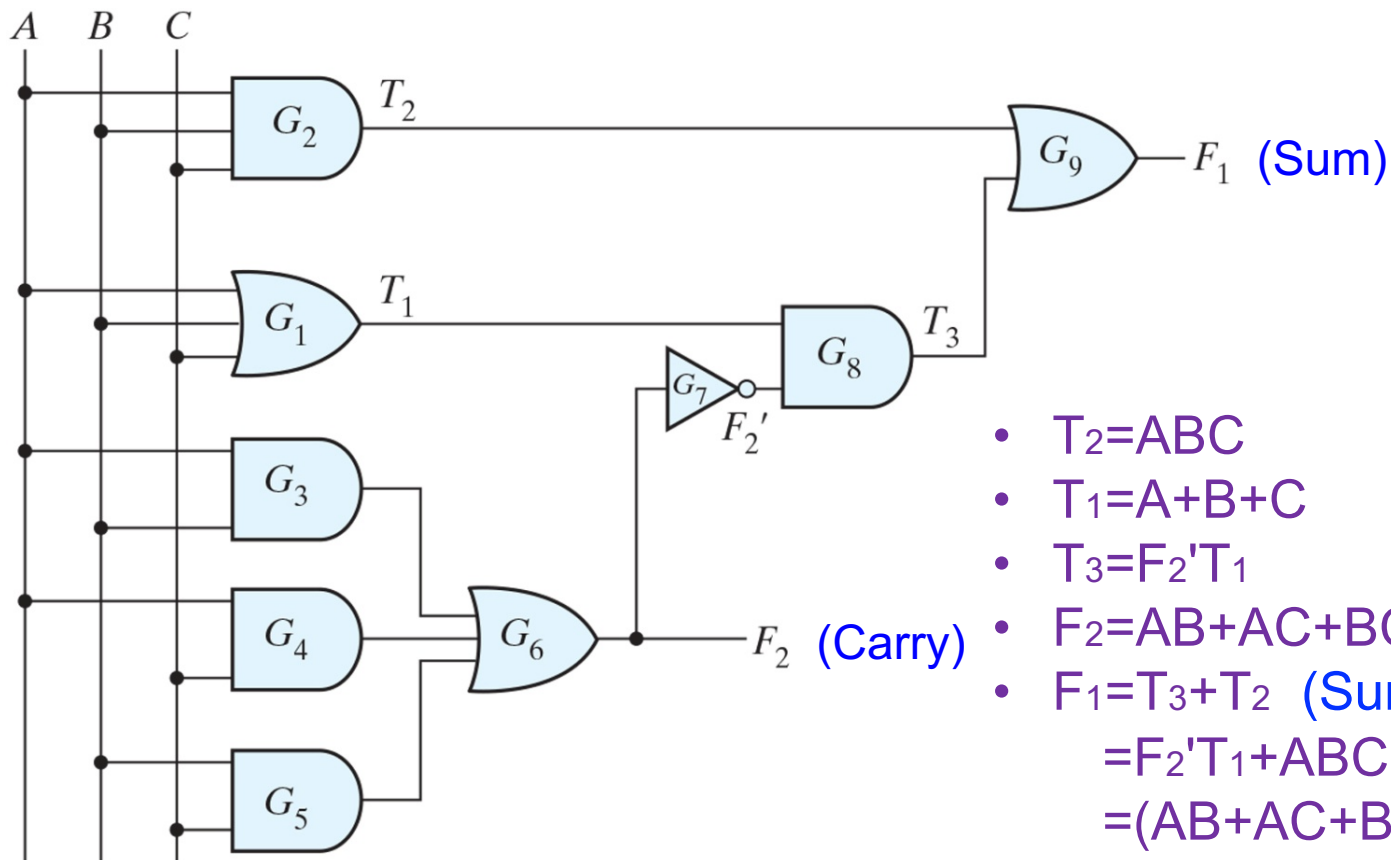 A B C
G2
T2
G9
F1 (Sum)
G1
T1
G8
T3
G7
F2'
G3
G4
G6
F2 (Carry)
G5
• T2=ABC
• T1=A+B+C
• T3=F2'T1
• F2=AB+AC+BC
• F1=T3+T2 (Su
=F2'T1+ABC
=(AB+AC+B